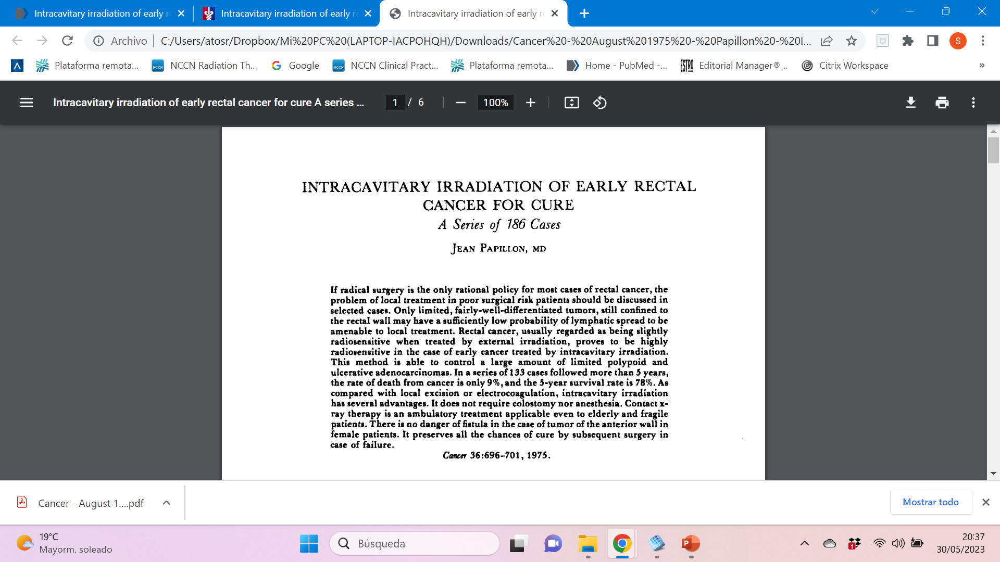 Intracavitary irradiation of early r
Intracavitary irradiation of early r
Intracavitary irradiation of early r
Archivo
C:/Users/atosr/Dropbox/Mi%20PC%20(LAPTOP-IACPOHQH)/Downloads/Cancer%20-%20August%201975%20-%20Papillon%20-%20I...
S
Plataforma remota...
NCCN NCCN Radiation Th...
Google
NCCN NCCN Clinical Pract...
Plataforma remota...
Home - PubMed -...
ESTRO Editorial Manager®...
Citrix Workspace
»
Intracavitary irradiation of early rectal cancer for cure A series ...
1 / 6
100%
INTRACAVITARY IRRADIATION OF EARLY RECTAL
CANCER FOR CURE
A Series of 186 Cases
JEAN PAPILLON, MD
If radical surgery is the only rational policy for most cases of rectal cancer, the
problem of local treatment in poor surgical risk patients should be discussed in
selected cases. Only limited, fairly-well-differentiated tumors, still confined to
the rectal wall may have a sufficiently low probability of lymphatic spread to be
amenable to local treatment. Rectal cancer, usually regarded as being slightly
radiosensitive when treated by external irradiation, proves to be highly
radiosensitive in the case of early cancer treated by intracavitary irradiation.
This method is able to control a large amount of limited polypoid and
ulcerative adenocarcinomas. In a series of 133 cases followed more than 5 years,
the rate of death from cancer is only 9%, and the 5-year survival rate is 78%. As
compared with local excision or electrocoagulation, intracavitary irradiation
has several advantages. It does not require colostomy nor anesthesia. Contact x-
ray therapy is an ambulatory treatment applicable even to elderly and fragile
patients. There is no danger of fistula in the case of tumor of the anterior wall in
female patients. It preserves all the chances of cure by subsequent surgery in
case of failure.
Cancer 36:696–701, 1975.
Cancer - August 1....pdf
Mostrar todo
19°C
Mayorm. soleado
Búsqueda
P
1
20:37
30/05/2023